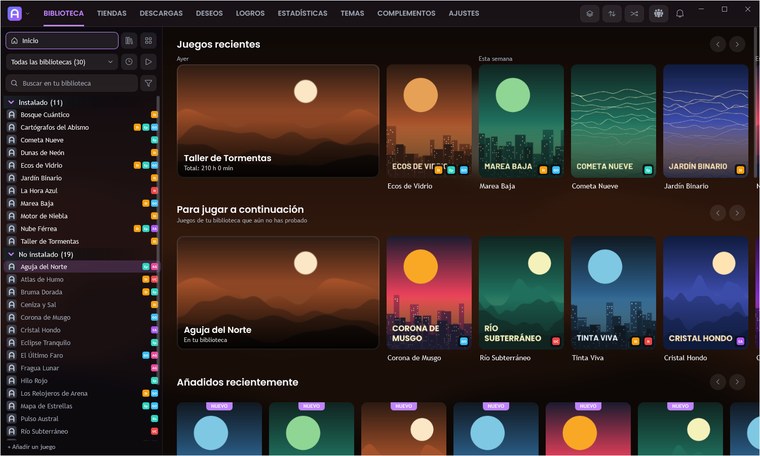 BIBLIOTECA TIENDAS DESCARGAS DESEOS LOGROS ESTADÍSTICAS TEMAS COMPLEMENTOS AJUSTES
Inicio
Todas las bibliotecas (30)
Buscar en tu biblioteca
Instalado (11)
Bosque Cuántico
Cartógrafos del Abismo
Cometa Nueve
Dunas de Neón
Ecos de Vidrio
Jardín Binario
La Hora Azul
Marea Baja
Motor de Niebla
Nube Férrea
Taller de Tormentas
No instalado (19)
Aguja del Norte
Atlas de Humo
Bruma Dorada
Ceniza y Sal
Corona de Musgo
Cristal Hondo
Eclipse Tranquilo
El Último Faro
Fragua Lunar
Hilo Rojo
Los Relojeros de Arena
Mapa de Estrellas
Pulso Astral
Río Subterráneo
+ Añadir un juego
Juegos recientes
Ayer
Esta semana
Taller de Tormentas
Total: 210 h 0 min
ECOS DE
MAREA BAJA
COMETA NUEVE
JARDÍN BINARIO
Ecos de Vidrio
Marea Baja
Cometa Nueve
Jardín Binario
Para jugar a continuación
Juegos de tu biblioteca que aún no has probado
Aguja del Norte
En tu biblioteca
CORONA DE
MUSGO
RÍO
SUBTERRÁNEO
TINTA VIVA
CRISTAL HONDO
Corona de Musgo
Río Subterráneo
Tinta Viva
Cristal Hondo
Añadidos recientemente
NUEVO
NUEVO
NUEVO
NUEVO
NUEVO
NUEVO